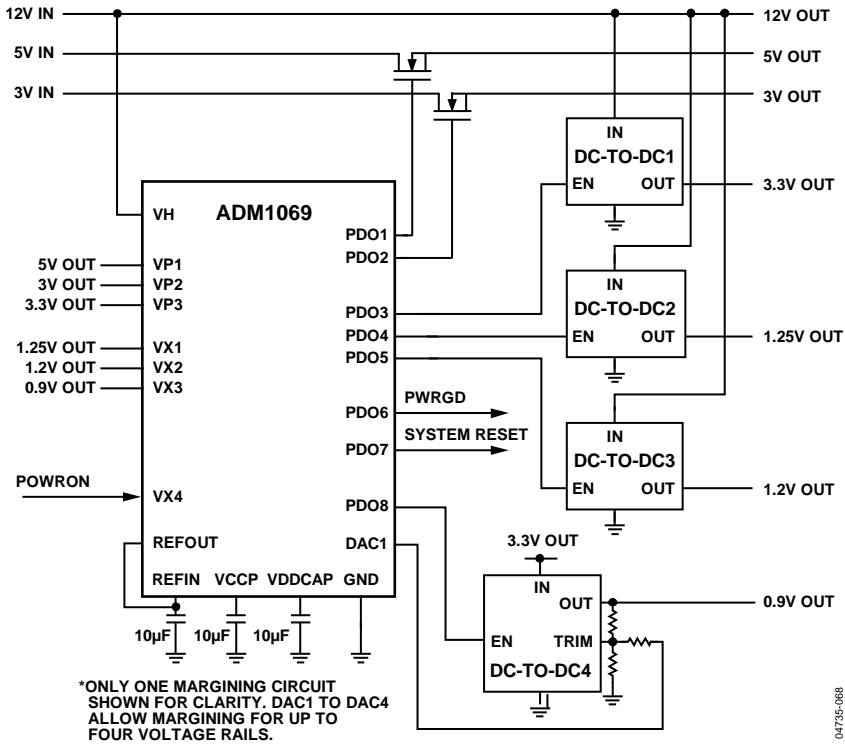 12V IN
12V OUT
5V IN
5V OUT
3V IN
3V OUT
IN
DC-TO-DC1
EN OUT
3.3V OUT
ADM1069
VH
PDO1
PDO2
5V OUT
VP1
3V OUT
VP2
3.3V OUT
VP3
PDO3
IN
DC-TO-DC2
EN OUT
1.25V OUT
PDO4
PDO5
1.25V OUT
VX1
1.2V OUT
VX2
0.9V OUT
VX3
PDO6
PWRGD
PDO7
SYSTEM RESET
IN
DC-TO-DC3
EN OUT
1.2V OUT
POWRON
VX4
PDO8
REFOUT
DAC1
REFIN VCCP VDDCAP GND
10µF 10µF 10µF
3.3V OUT
IN
OUT
0.9V OUT
EN TRIM
DC-TO-DC4
*ONLY ONE MARGINING CIRCUIT
SHOWN FOR CLARITY. DAC1 TO DAC4
ALLOW MARGINING FOR UP TO
FOUR VOLTAGE RAILS.
04735-068